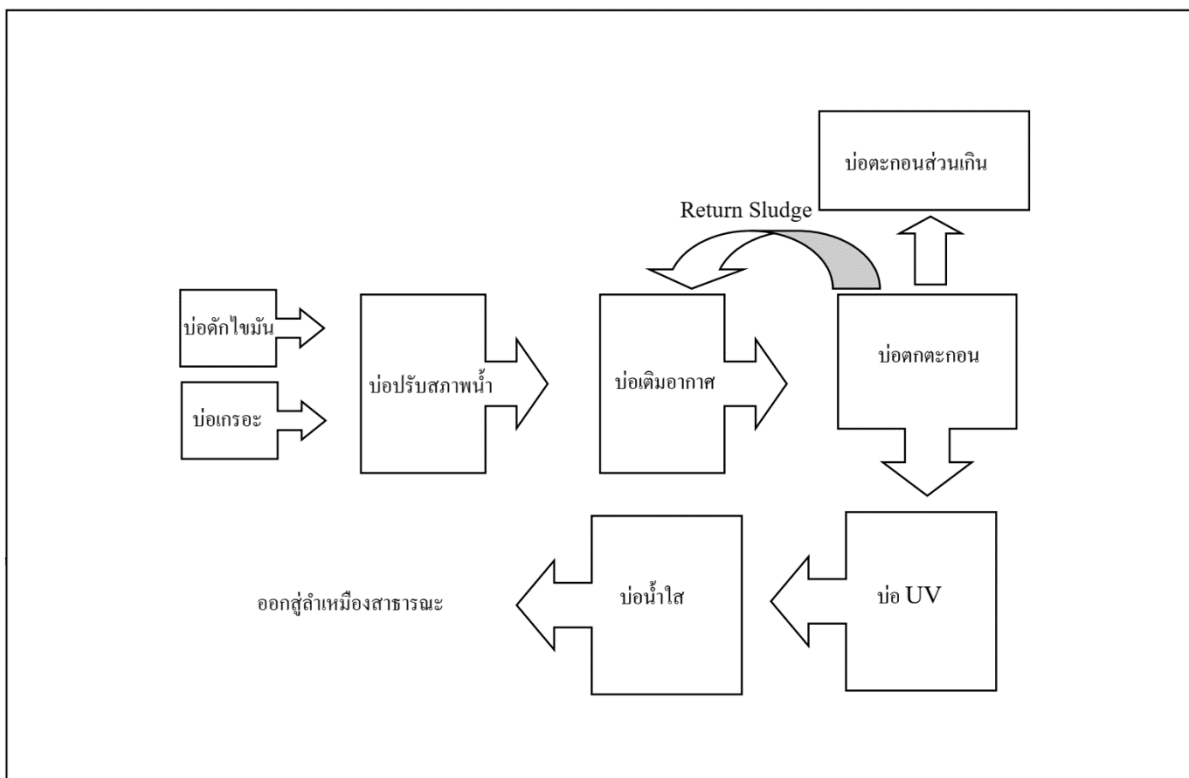 บ่อตะกอนส่วนเกิน
Return Sludge
บ่อดักไขมัน
บ่อเกรอะ
บ่อปรับสภาพน้ำ
บ่อเติมอากาศ
บ่อตกตะกอน
ออกสู่ลำเหมืองสาธารณะ
บ่อน้ำใส
บ่อ UV